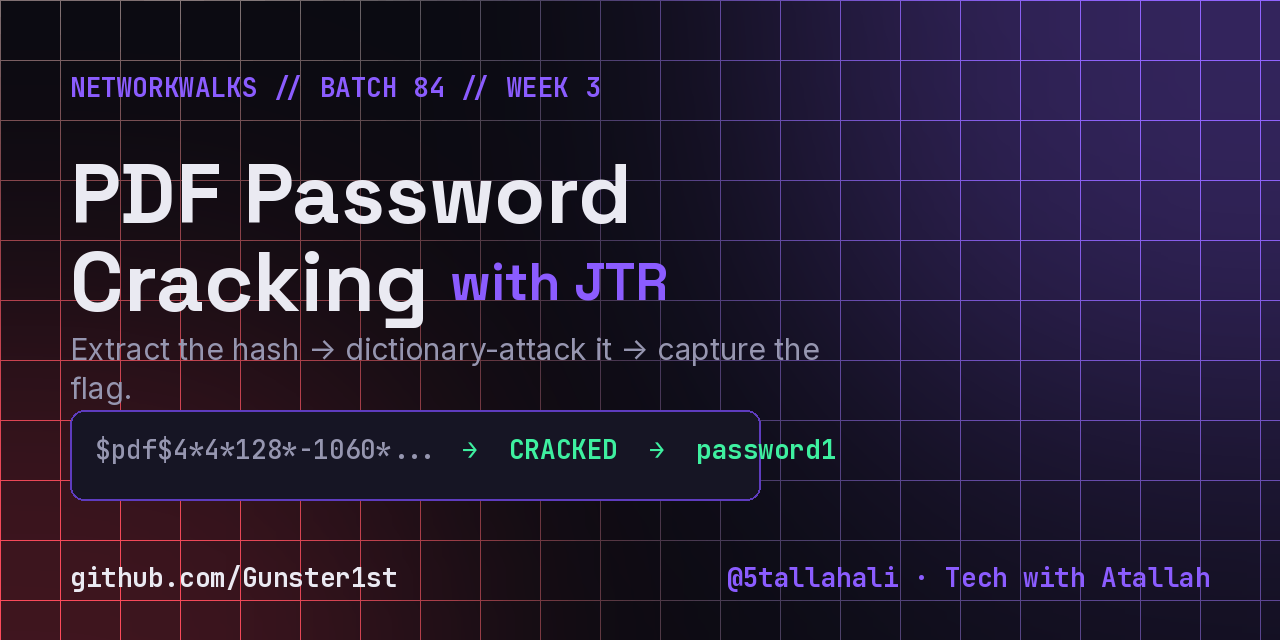 NETWORKWALKS // BATCH 84 // WEEK 3
PDF Password
Cracking with JTR
Extract the hash → dictionary-attack it → capture the
flag.
$pdf$4*4*128*-1060*... → CRACKED → password1
github.com/Gunster1st
@5tallahali · Tech with Atallah